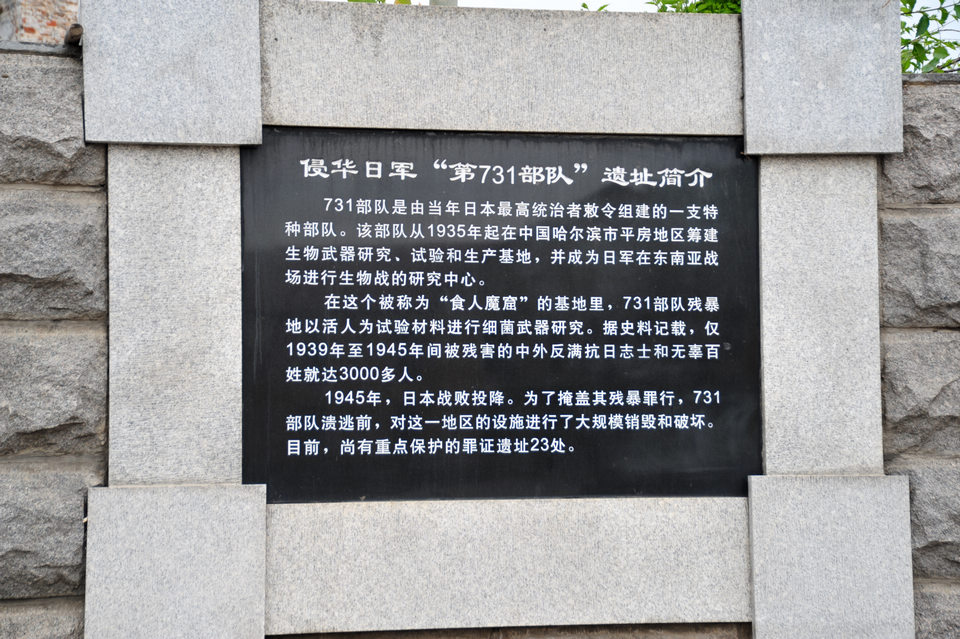 侵华日军“第731部队”遗址简介
731部队是由当年日本最高统治者敕令组建的一支特
种部队。该部队从1935年起在中国哈尔滨市平房地区筹建
生物武器研究、试验和生产基地，并成为日军在东南亚战
场进行生物战的研究中心。
在这个被称为“食人魔窟”的基地里，731部队残暴
地以活人为试验材料进行细菌武器研究。据史料记载，仅
1939年至1945年间被残害的中外反满抗日志士和无辜百
姓就达3000多人。
1945年，日本战败投降。为了掩盖其残暴罪行，731
部队溃逃前，对这一地区的设施进行了大规模销毁和破坏。
目前，尚有重点保护的罪证遗址23处。